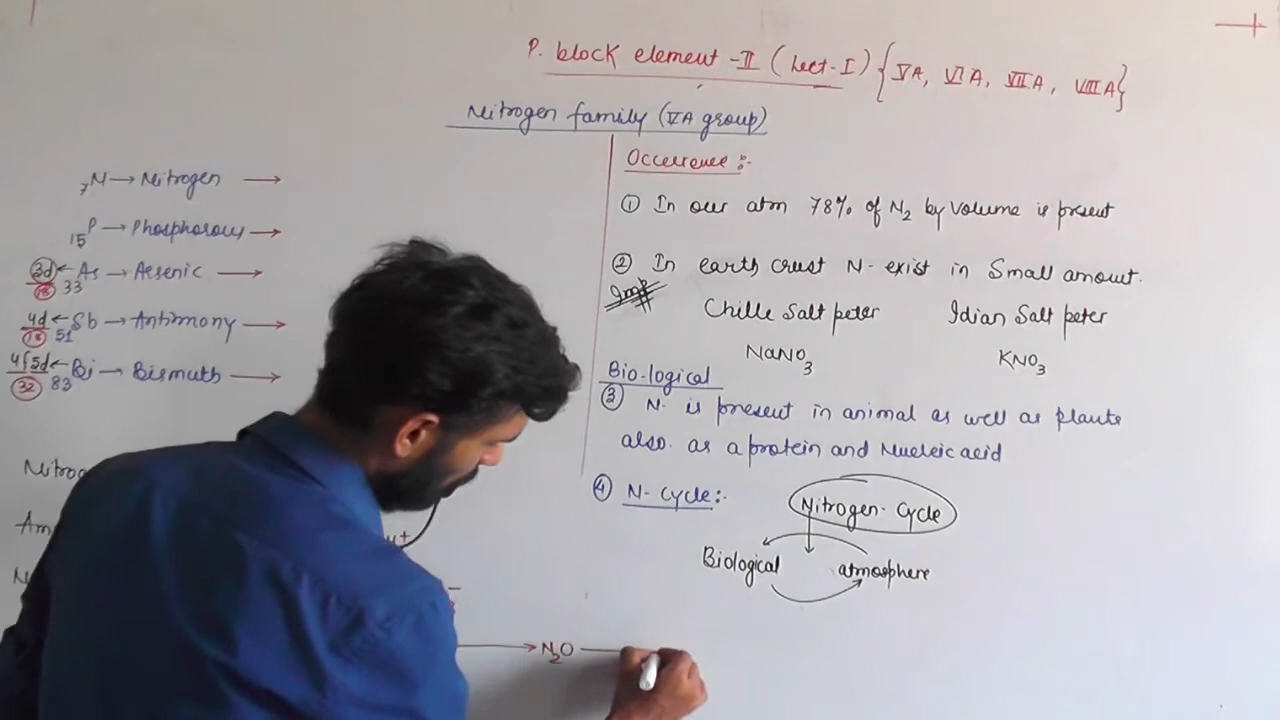 P. block element -II (Lect-I) {VA, VIA, VIIA, VIIIA}
Nitrogen family (VA group)
7N → Nitrogen →
15P → Phosphorous →
3d ← As → Arsenic →
18 33
4d ← Sb → Antimony →
18 51
4f5d ← Bi → Bismuth →
32 83
Nitrog
Am
Occurrence :-
① In our atm 78% of N2 by volume is present
② In earth crust N- exist in Small amount.
Imp
Chille Salt peter Idian Salt peter
NaNO3 KNO3
Bio-logical
③ N- is present in animal as well as plants
also. as a protein and Nucleic acid
④ N- Cycle:-
Nitrogen- Cycle
Biological atmosphere
→ N2O